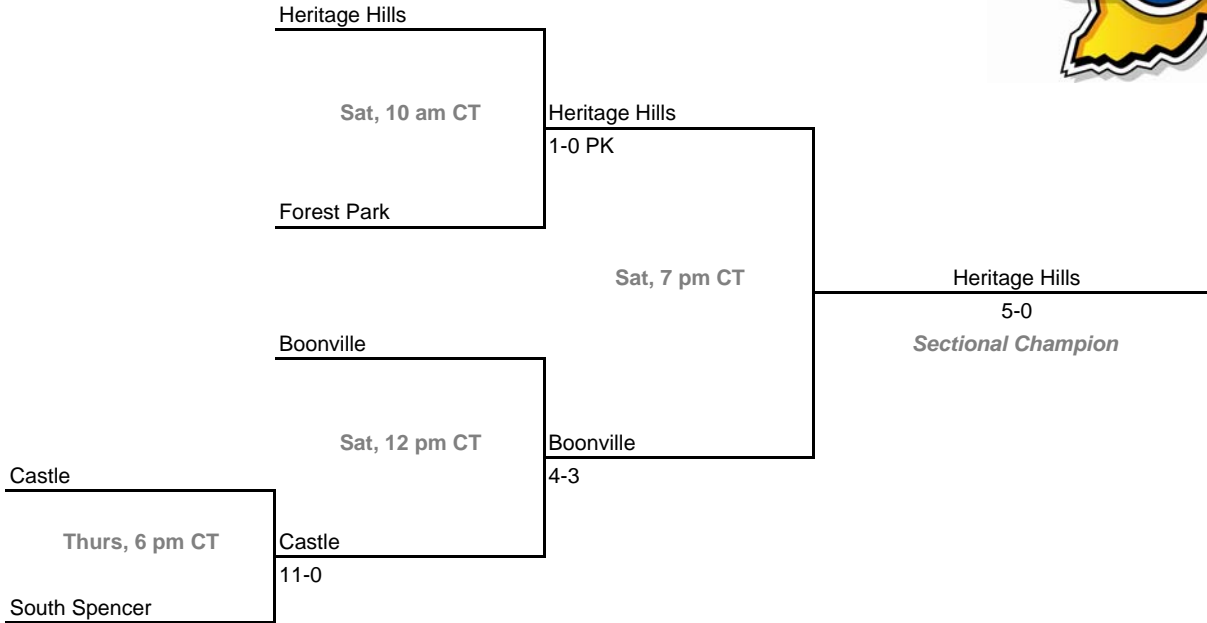 Heritage Hills
Sat, 10 am CT
Heritage Hills
1-0 PK
Forest Park
Sat, 7 pm CT
Heritage Hills
5-0
Sectional Champion
Boonville
Sat, 12 pm CT
Boonville
4-3
Castle
Thurs, 6 pm CT
Castle
11-0
South Spencer